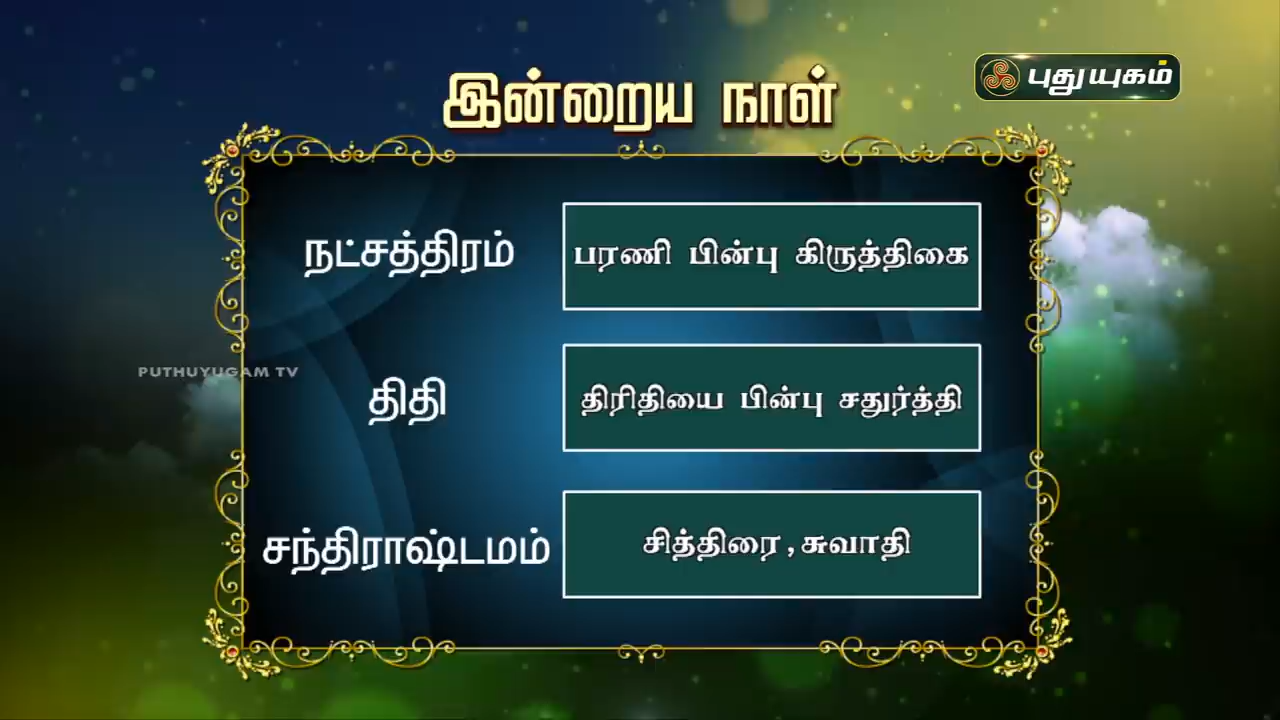 இன்றைய நாள்
புதுயுகம்
நட்சத்திரம்
பரணி பின்பு கிருத்திகை
PUTHUYUGAM TV
திதி
திரிதியை பின்பு சதுர்த்தி
சந்திராஷ்டமம்
சித்திரை,சுவாதி